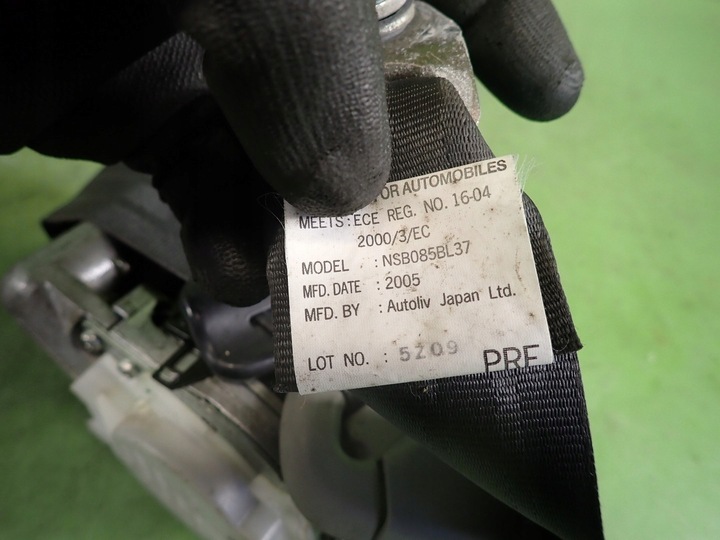 OR AUTOMOBILES
MEETS : ECE REG. NO. 16-04
2000/3/EC
MODEL : NSB085BL37
MFD. DATE : 2005
MFD. BY : Autoliv Japan Ltd.
LOT NO. : 5209
PRE